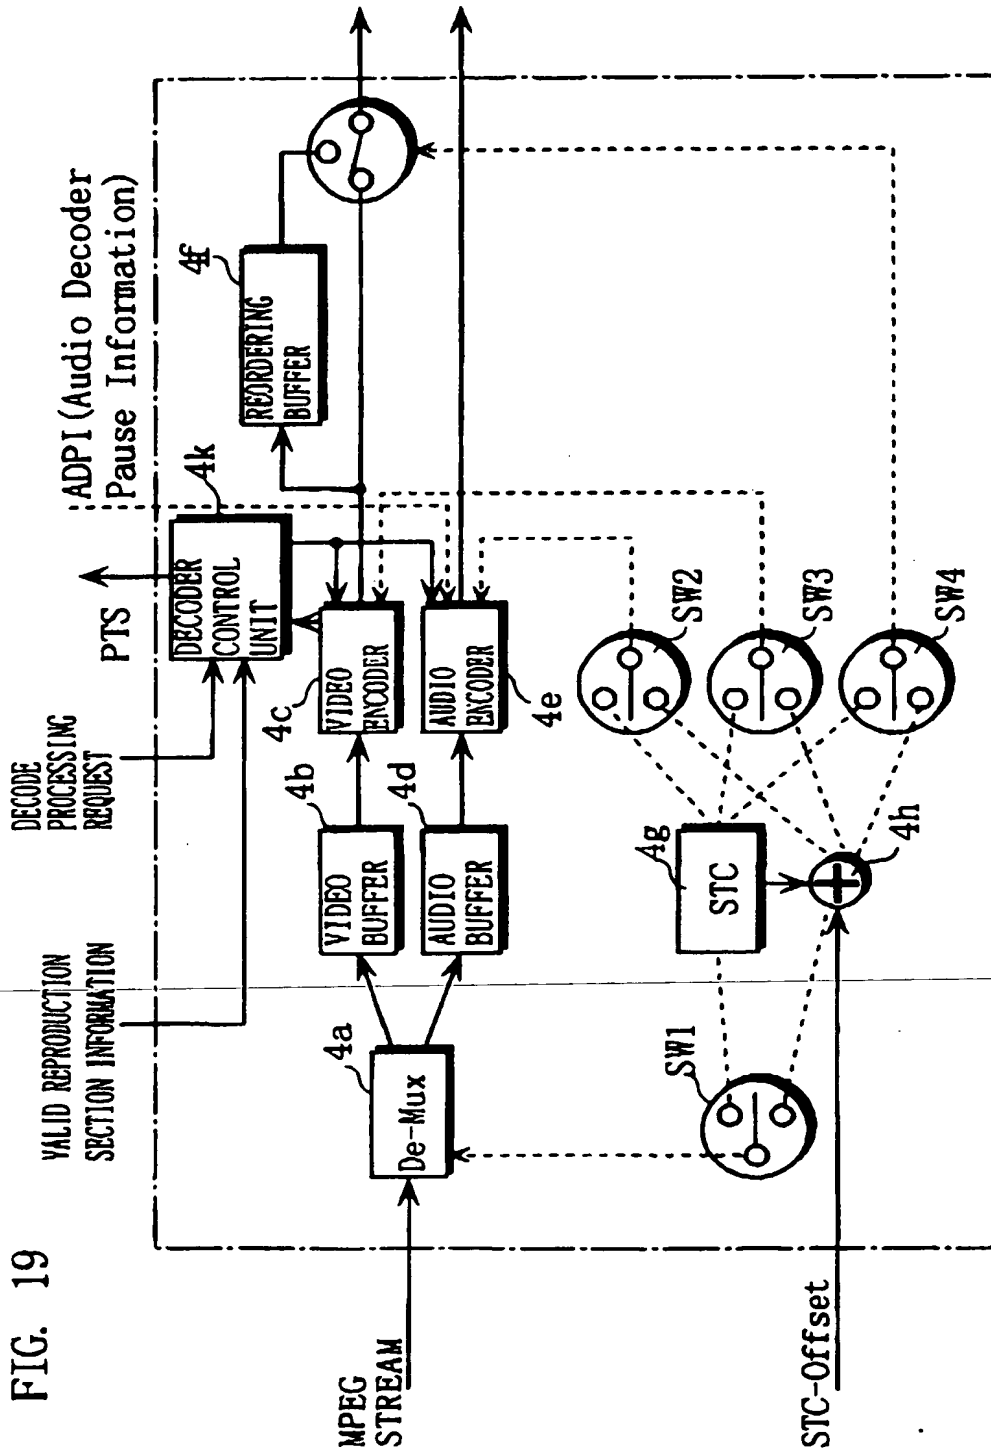 FIG. 19
VALID REPRODUCTION
SECTION INFORMATION
DECODE
PROCESSING
REQUEST
PTS
ADPI(Audio Decoder
Pause Information)
4k
DECODER
CONTROL
UNIT
4f
REORDERING
BUFFER
MPEG
STREAM
4a
De-Mux
4b
VIDEO
BUFFER
4c
VIDEO
ENCODER
4d
AUDIO
BUFFER
AUDIO
ENCODER
4e
4g
STC
SW1
SW2
SW3
SW4
4h
STC-Offset